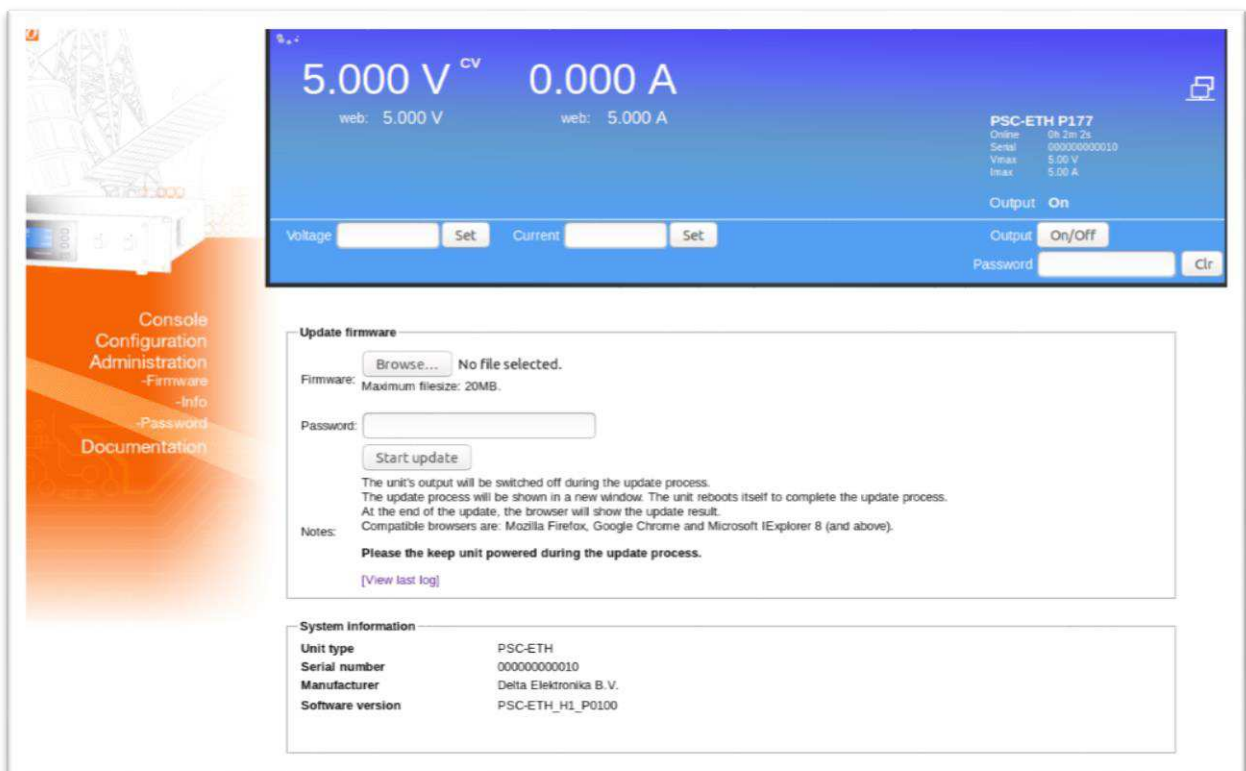 5.000 V CV 0.000 A
web: 5.000 V web: 5.000 A
PSC-ETH P177
Online 0h 2m 2s
Serial 000000000010
Vmax 5.00 V
Imax 5.00 A
Output On
Voltage Set Current Set Output On/Off
Password Clr
Console
Configuration
Administration
-Firmware
-Info
-Password
Documentation
Update firmware
Firmware: Browse... No file selected.
Maximum filesize: 20MB.
Password:
Start update
Notes:
The unit's output will be switched off during the update process.
The update process will be shown in a new window. The unit reboots itself to complete the update process.
At the end of the update, the browser will show the update result.
Compatible browsers are: Mozilla Firefox, Google Chrome and Microsoft IExplorer 8 (and above).
Please the keep unit powered during the update process.
[View last log]
System information
Unit type PSC-ETH
Serial number 000000000010
Manufacturer Delta Elektronika B.V.
Software version PSC-ETH_H1_P0100